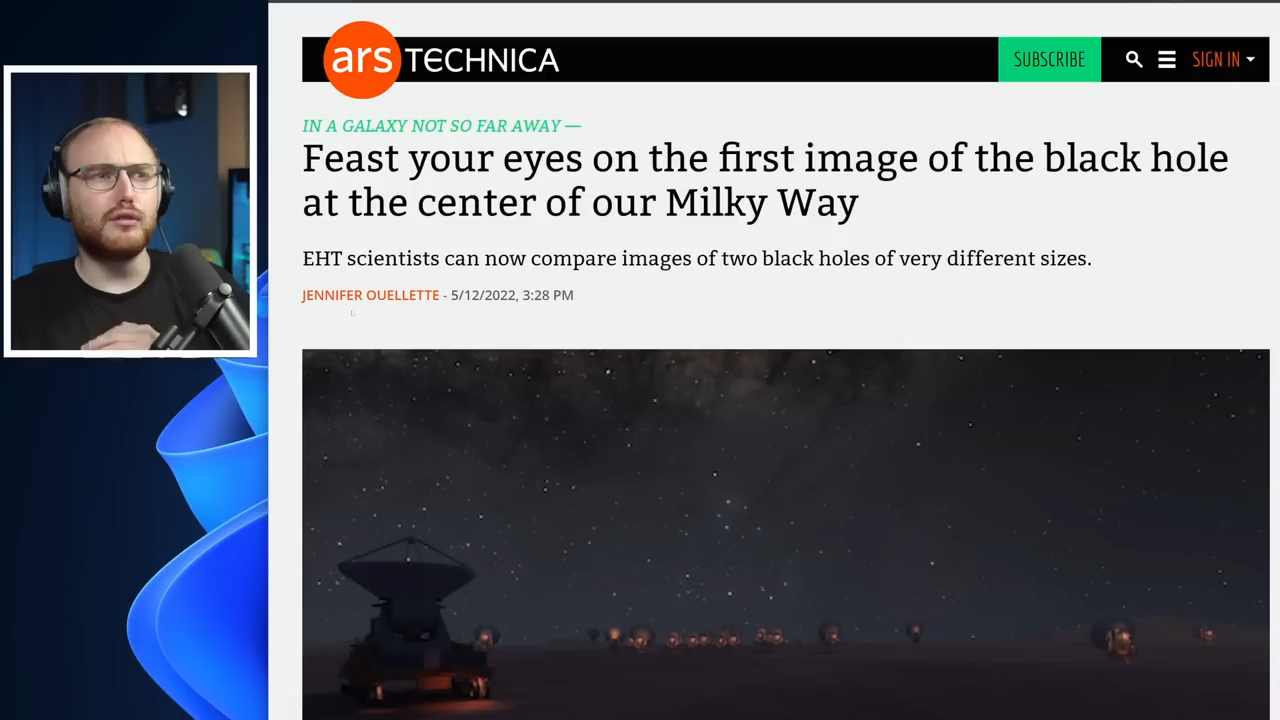 ars TECHNICA
SUBSCRIBE
SIGN IN
IN A GALAXY NOT SO FAR AWAY —
Feast your eyes on the first image of the black hole
at the center of our Milky Way
EHT scientists can now compare images of two black holes of very different sizes.
JENNIFER OUELLETTE - 5/12/2022, 3:28 PM